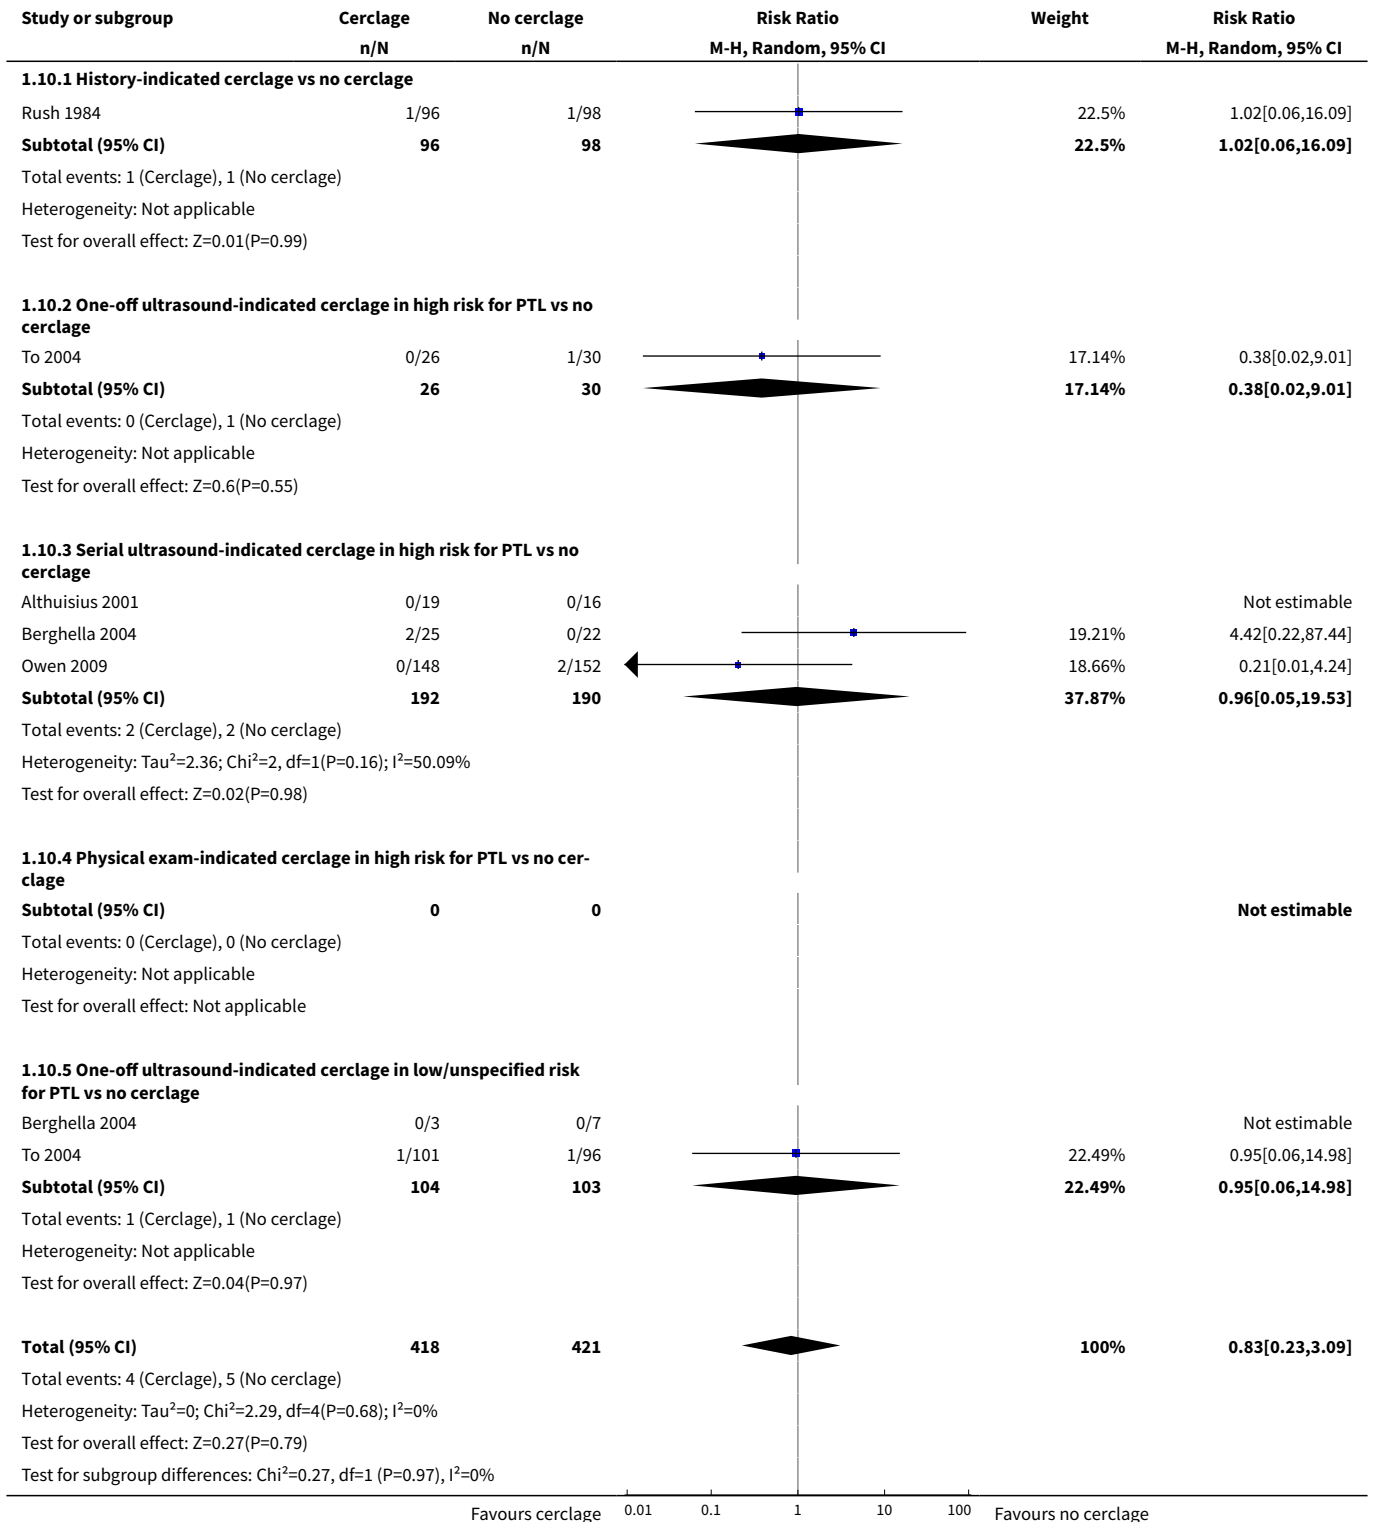 Study or subgroup Cerclage No cerclage Risk Ratio Weight Risk Ratio
n/N n/N M-H, Random, 95% CI M-H, Random, 95% CI
1.10.1 History-indicated cerclage vs no cerclage
Rush 1984 1/96 1/98 22.5% 1.02[0.06,16.09]
Subtotal (95% CI) 96 98 22.5% 1.02[0.06,16.09]
Total events: 1 (Cerclage), 1 (No cerclage)
Heterogeneity: Not applicable
Test for overall effect: Z=0.01(P=0.99)
1.10.2 One-off ultrasound-indicated cerclage in high risk for PTL vs no
cerclage
To 2004 0/26 1/30 17.14% 0.38[0.02,9.01]
Subtotal (95% CI) 26 30 17.14% 0.38[0.02,9.01]
Total events: 0 (Cerclage), 1 (No cerclage)
Heterogeneity: Not applicable
Test for overall effect: Z=0.6(P=0.55)
1.10.3 Serial ultrasound-indicated cerclage in high risk for PTL vs no
cerclage
Althuisius 2001 0/19 0/16 Not estimable
Berghella 2004 2/25 0/22 19.21% 4.42[0.22,87.44]
Owen 2009 0/148 2/152 18.66% 0.21[0.01,4.24]
Subtotal (95% CI) 192 190 37.87% 0.96[0.05,19.53]
Total events: 2 (Cerclage), 2 (No cerclage)
Heterogeneity: Tau²=2.36; Chi²=2, df=1(P=0.16); I²=50.09%
Test for overall effect: Z=0.02(P=0.98)
1.10.4 Physical exam-indicated cerclage in high risk for PTL vs no cer-
clage
Subtotal (95% CI) 0 0 Not estimable
Total events: 0 (Cerclage), 0 (No cerclage)
Heterogeneity: Not applicable
Test for overall effect: Not applicable
1.10.5 One-off ultrasound-indicated cerclage in low/unspecified risk
for PTL vs no cerclage
Berghella 2004 0/3 0/7 Not estimable
To 2004 1/101 1/96 22.49% 0.95[0.06,14.98]
Subtotal (95% CI) 104 103 22.49% 0.95[0.06,14.98]
Total events: 1 (Cerclage), 1 (No cerclage)
Heterogeneity: Not applicable
Test for overall effect: Z=0.04(P=0.97)
Total (95% CI) 418 421 100% 0.83[0.23,3.09]
Total events: 4 (Cerclage), 5 (No cerclage)
Heterogeneity: Tau²=0; Chi²=2.29, df=4(P=0.68); I²=0%
Test for overall effect: Z=0.27(P=0.79)
Test for subgroup differences: Chi²=0.27, df=1 (P=0.97), I²=0%
Favours cerclage 0.01 0.1 1 10 100 Favours no cerclage